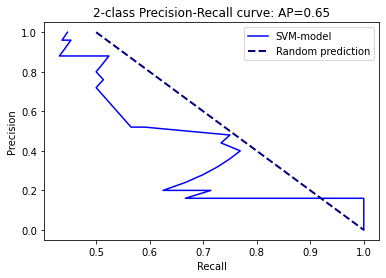 2-class Precision-Recall curve: AP=0.65
SVM-model
Random prediction
Precision
1.0
0.8
0.6
0.4
0.2
0.0
0.5 0.6 0.7 0.8 0.9 1.0
Recall